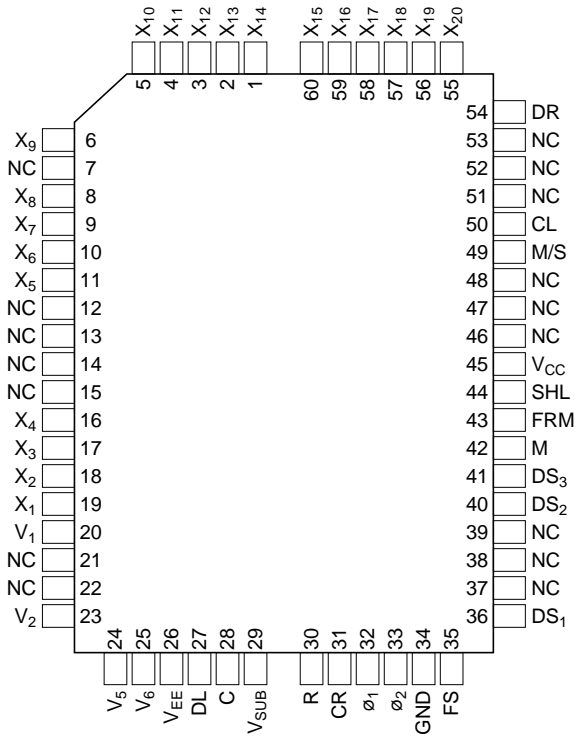 X10 X11 X12 X13 X14 X15 X16 X17 X18 X19 X20
5 4 3 2 1 60 59 58 57 56 55
54 DR
X9 6 53 NC
NC 7 52 NC
X8 8 51 NC
X7 9 50 CL
X6 10 49 M/S
X5 11 48 NC
NC 12 47 NC
NC 13 46 NC
NC 14 45 VCC
NC 15 44 SHL
X4 16 43 FRM
X3 17 42 M
X2 18 41 DS3
X1 19 40 DS2
V1 20 39 NC
NC 21 38 NC
NC 22 37 NC
V2 23 36 DS1
24 25 26 27 28 29 30 31 32 33 34 35
V5 V6 VEE DL C VSUB R CR ø1 ø2 GND FS